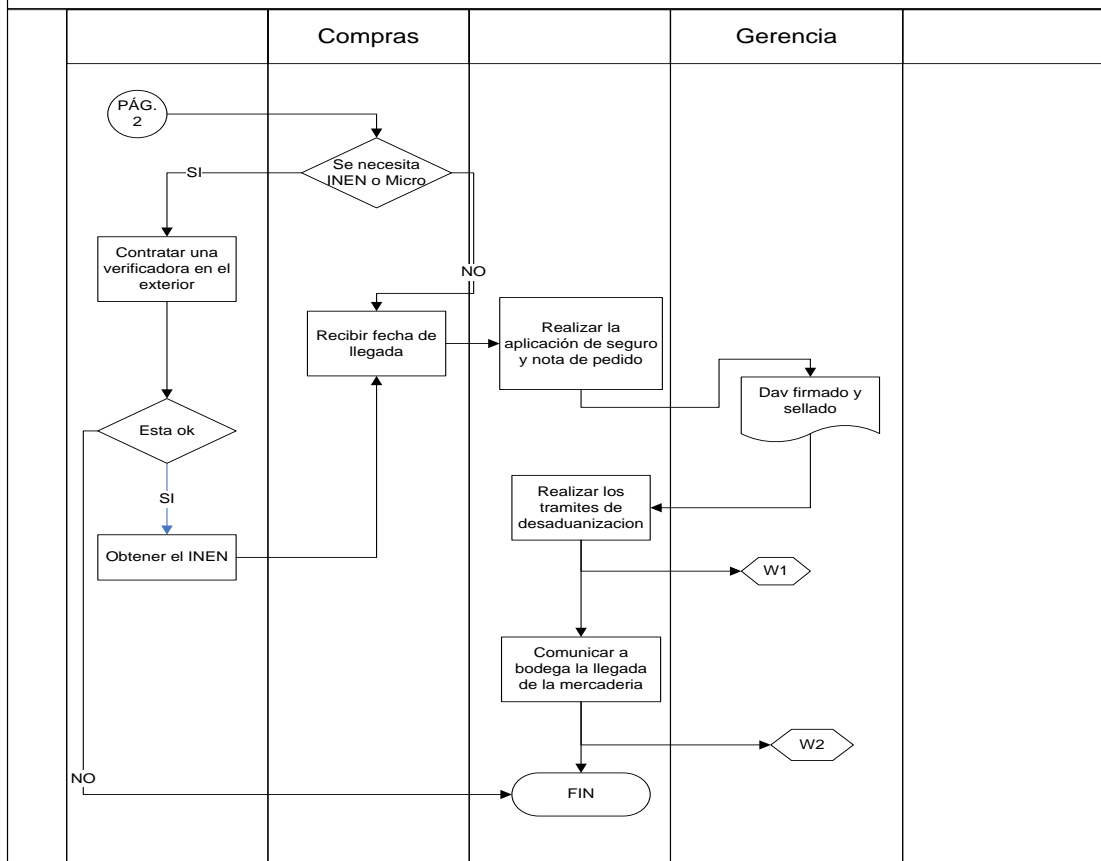 Compras
Gerencia
PÁG.
2
Se necesita
INEN o Micro
SI
Contratar una
verificadora en el
exterior
NO
Recibir fecha de
llegada
Realizar la
aplicación de seguro
y nota de pedido
Dav firmado y
sellado
Esta ok
SI
Realizar los
tramites de
desaduanizacion
Obtener el INEN
W1
Comunicar a
bodega la llegada
de la mercaderia
W2
NO
FIN